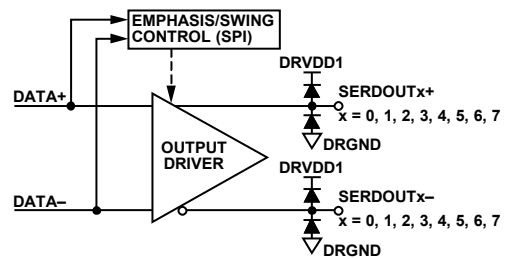 EMPHASIS/SWING
CONTROL (SPI)
DRVDD1
DATA+
SERDOUTx+
x = 0, 1, 2, 3, 4, 5, 6, 7
OUTPUT
DRIVER
DRGND
DRVDD1
DATA–
SERDOUTx–
x = 0, 1, 2, 3, 4, 5, 6, 7
DRGND